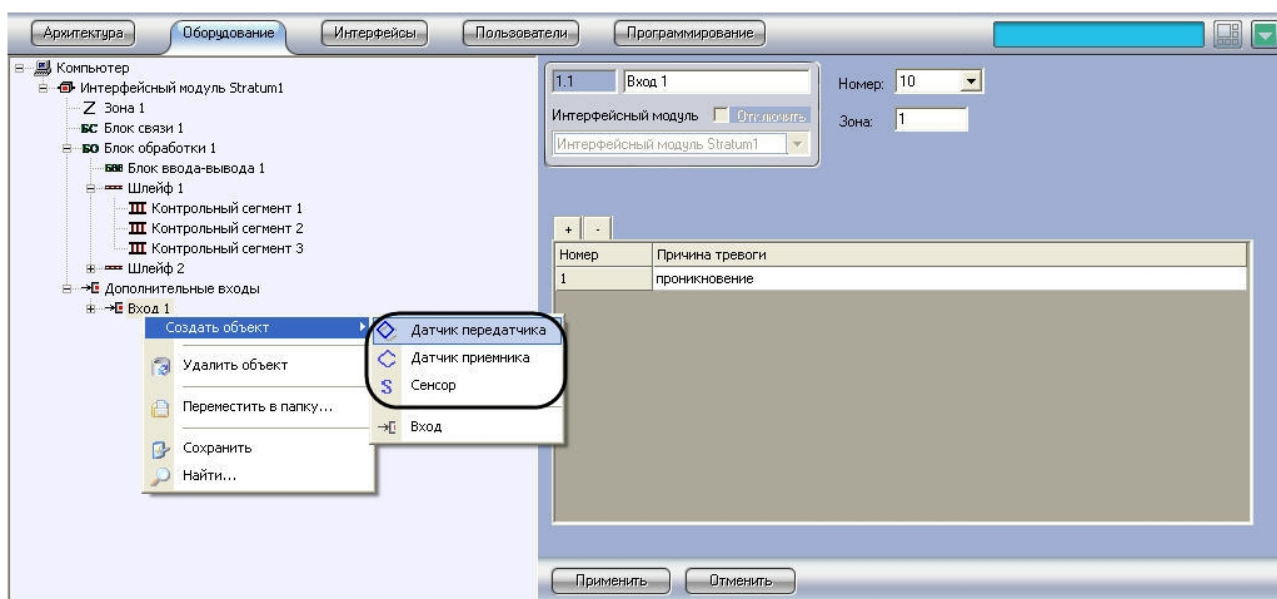 Архитектура Оборудование Интерфейсы Пользователи Программирование
Компьютер
Интерфейсный модуль Stratum1
Z Зона 1
БС Блок связи 1
БО Блок обработки 1
БВВ Блок ввода-вывода 1
Шлейф 1
Контрольный сегмент 1
Контрольный сегмент 2
Контрольный сегмент 3
Шлейф 2
Дополнительные входы
Вход 1
Создать объект
Удалить объект
Переместить в папку...
Сохранить
Найти...
Датчик передатчика
Датчик приемника
S Сенсор
Вход
1.1 Вход 1
Интерфейсный модуль Отключить
Интерфейсный модуль Stratum1
Номер: 10
Зона: 1
+ -
Номер Причина тревоги
1 проникновение
Применить Отменить